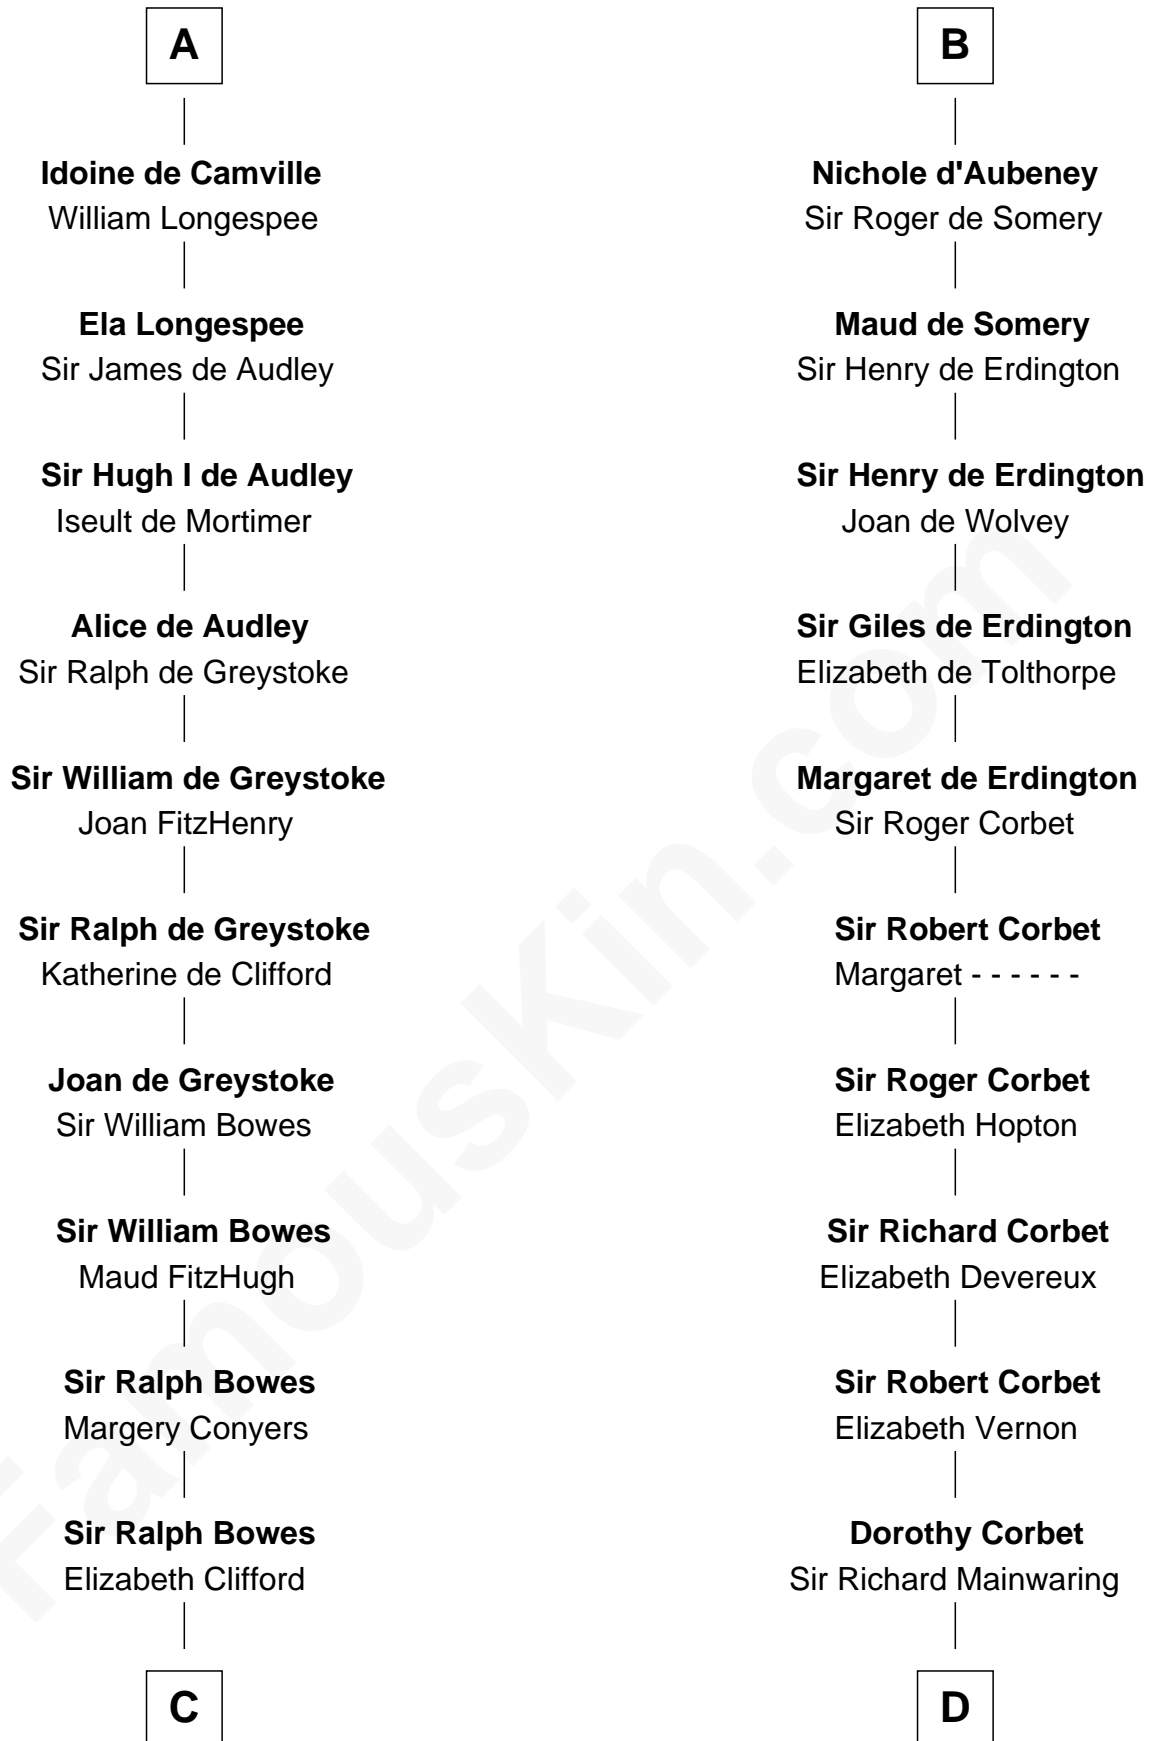 A
Idoine de Camville
William Longespee
Ela Longespee
Sir James de Audley
Sir Hugh I de Audley
Iseult de Mortimer
Alice de Audley
Sir Ralph de Greystoke
Sir William de Greystoke
Joan FitzHenry
Sir Ralph de Greystoke
Katherine de Clifford
Joan de Greystoke
Sir William Bowes
Sir William Bowes
Maud FitzHugh
Sir Ralph Bowes
Margery Conyers
Sir Ralph Bowes
Elizabeth Clifford
C
B
Nichole d'Aubeney
Sir Roger de Somery
Maud de Somery
Sir Henry de Erdington
Sir Henry de Erdington
Joan de Wolvey
Sir Giles de Erdington
Elizabeth de Tolthorpe
Margaret de Erdington
Sir Roger Corbet
Sir Robert Corbet
Margaret - - - - - -
Sir Roger Corbet
Elizabeth Hopton
Sir Richard Corbet
Elizabeth Devereux
Sir Robert Corbet
Elizabeth Vernon
Dorothy Corbet
Sir Richard Mainwaring
D
FamousKin.com